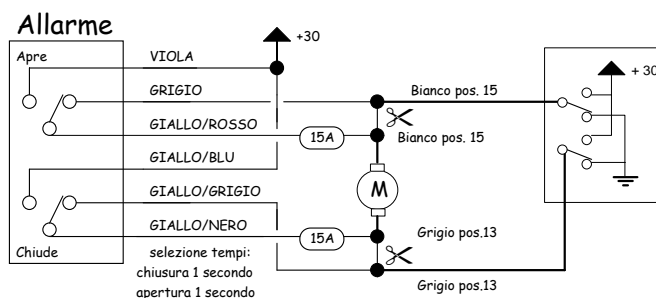 Allarme
+30
Apre
VIOLA
+ 30
GRIGIO
Bianco pos. 15
GIALLO/ROSSO
15A
Bianco pos. 15
GIALLO/BLU
M
GIALLO/GRIGIO
GIALLO/NERO
15A
Grigio pos.13
Chiude
selezione tempi:
chiusura 1 secondo
apertura 1 secondo
Grigio pos.13